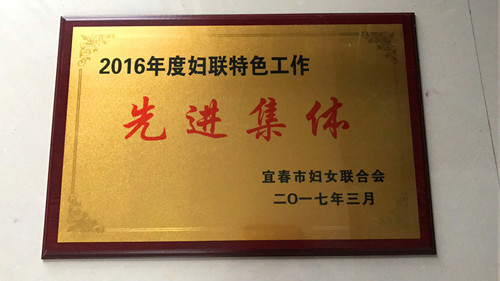 2016年度妇联特色工作
先进集体
宜春市妇女联合会
二〇一七年三月